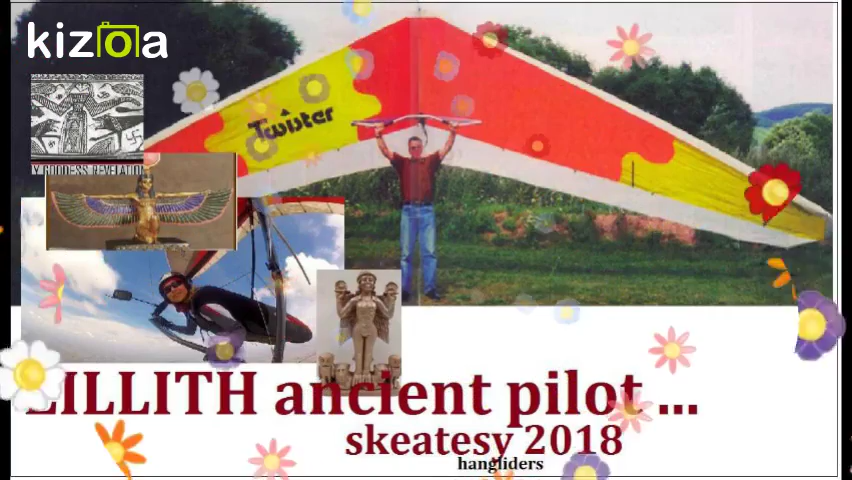 kizoa
Twister
Y GODDESS REVELATION
LILLITH ancient pilot ...
skeatesy 2018
hangliders